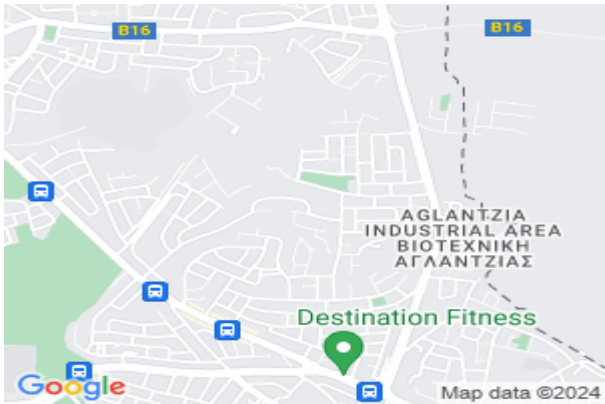 B16
B16
AGLANTZIA
INDUSTRIAL AREA
ΒΙΟΤΕΧΝΙΚΗ
ΑΓΛΑΝΤΖΙΑΣ
Destination Fitness
Google
Map data ©2024